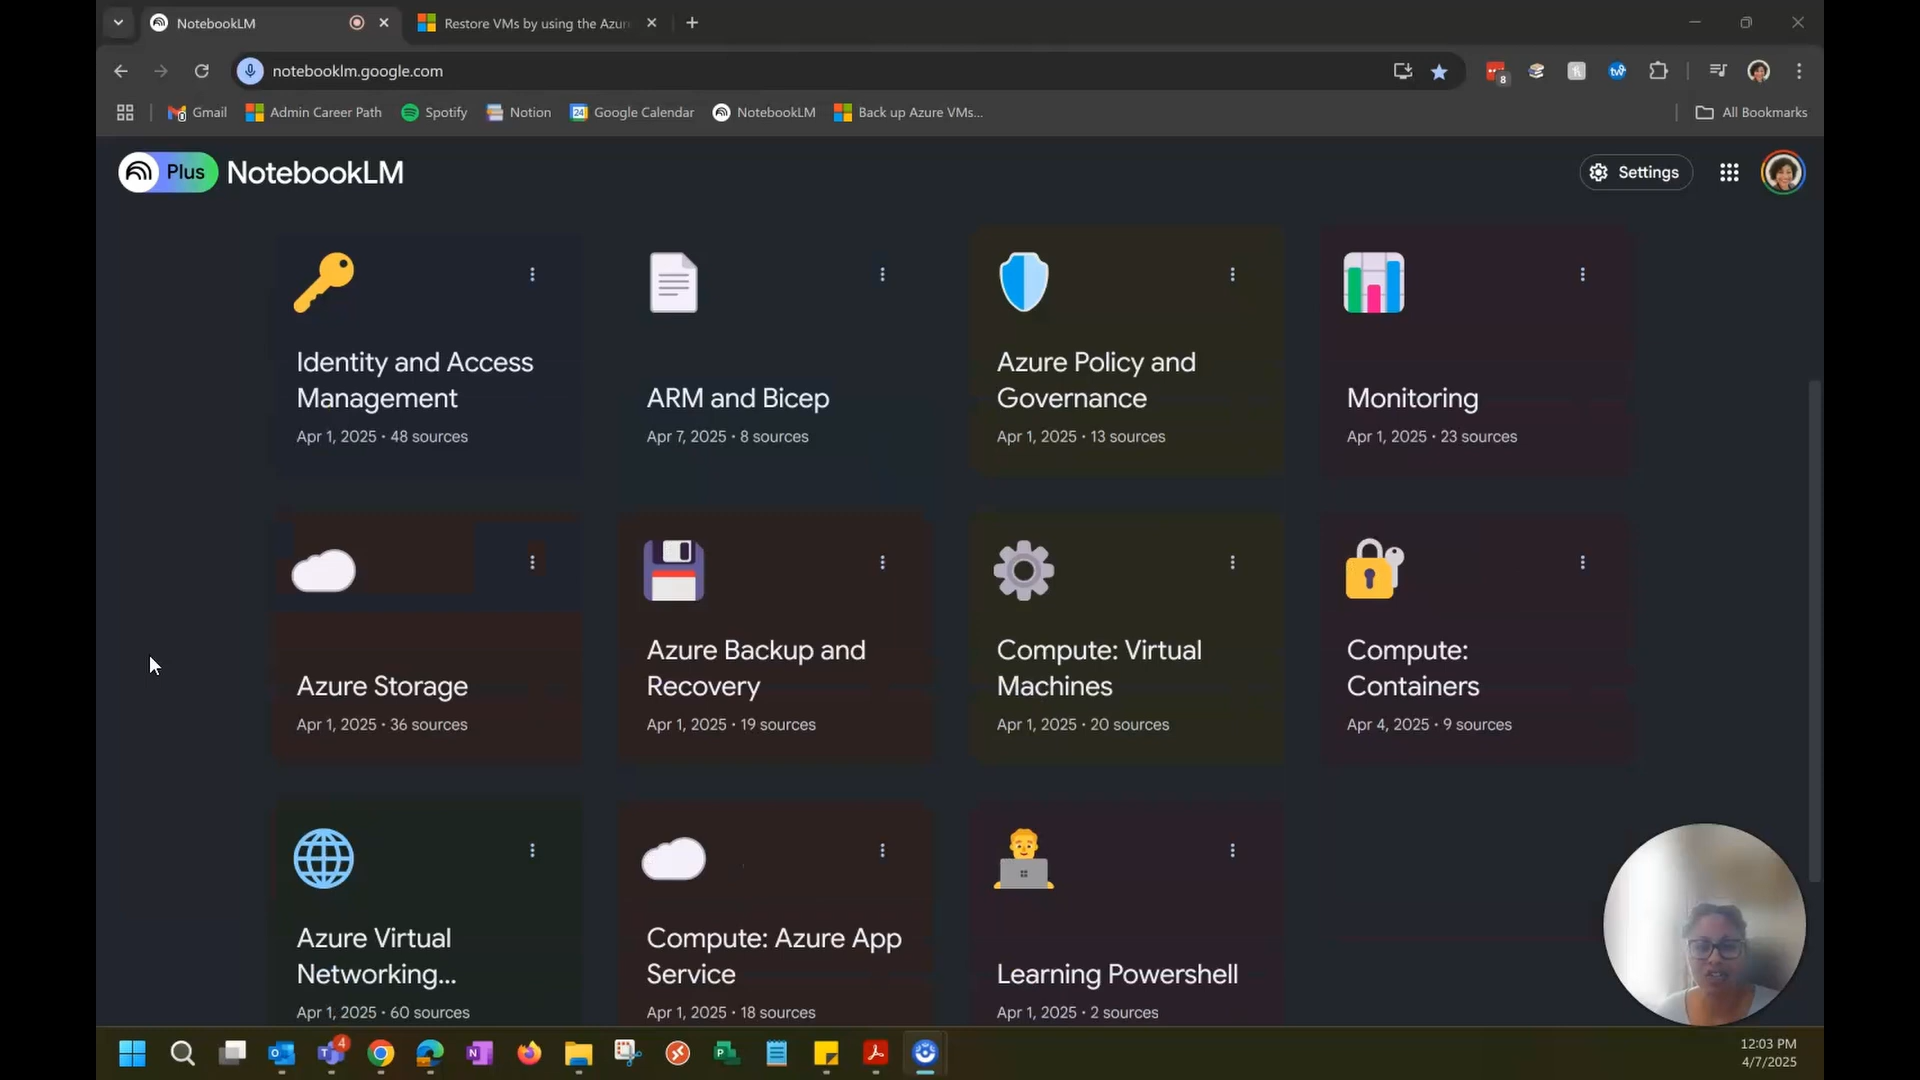 NotebookLM
Restore VMs by using the Azur
notebooklm.google.com
8
Gmail
Admin Career Path
Spotify
Notion
24
Google Calendar
NotebookLM
Back up Azure VMs...
All Bookmarks
Plus NotebookLM
Settings
Identity and Access
Management
Apr 1, 2025 • 48 sources
ARM and Bicep
Apr 7, 2025 • 8 sources
Azure Policy and
Governance
Apr 1, 2025 • 13 sources
Monitoring
Apr 1, 2025 • 23 sources
Azure Storage
Apr 1, 2025 • 36 sources
Azure Backup and
Recovery
Apr 1, 2025 • 19 sources
Compute: Virtual
Machines
Apr 1, 2025 • 20 sources
Compute:
Containers
Apr 4, 2025 • 9 sources
Azure Virtual
Networking...
Apr 1, 2025 • 60 sources
Compute: Azure App
Service
Apr 1, 2025 • 18 sources
Learning Powershell
Apr 1, 2025 • 2 sources
4
12:03 PM
4/7/2025